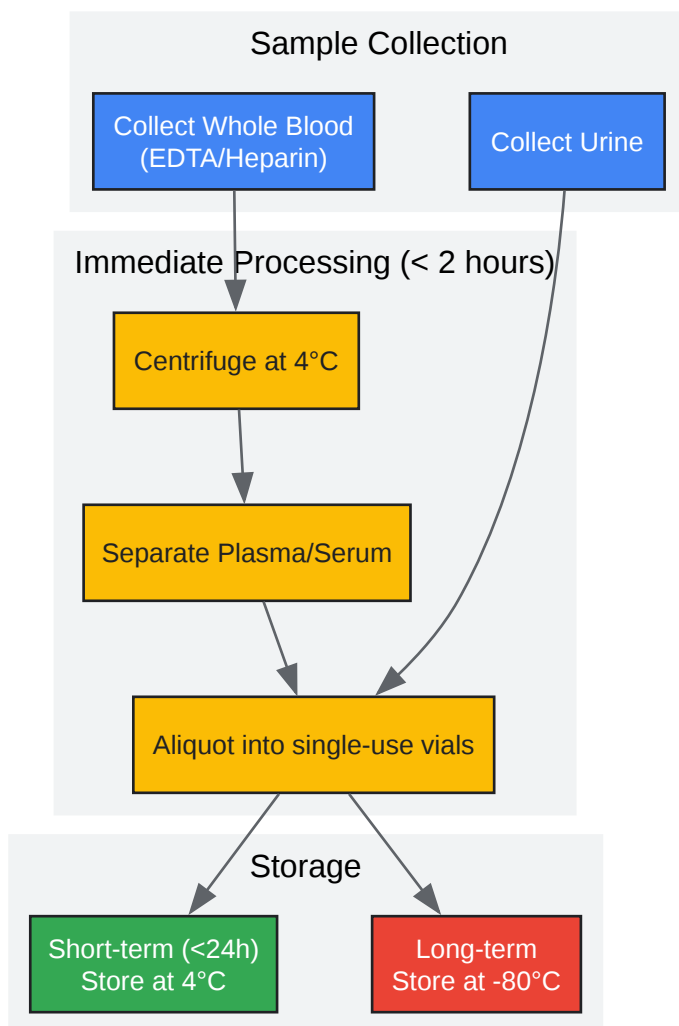 Sample Collection
Collect Whole Blood
(EDTA/Heparin)
Collect Urine
Immediate Processing (< 2 hours)
Centrifuge at 4°C
Separate Plasma/Serum
Aliquot into single-use vials
Storage
Short-term (<24h)
Store at 4°C
Long-term
Store at -80°C